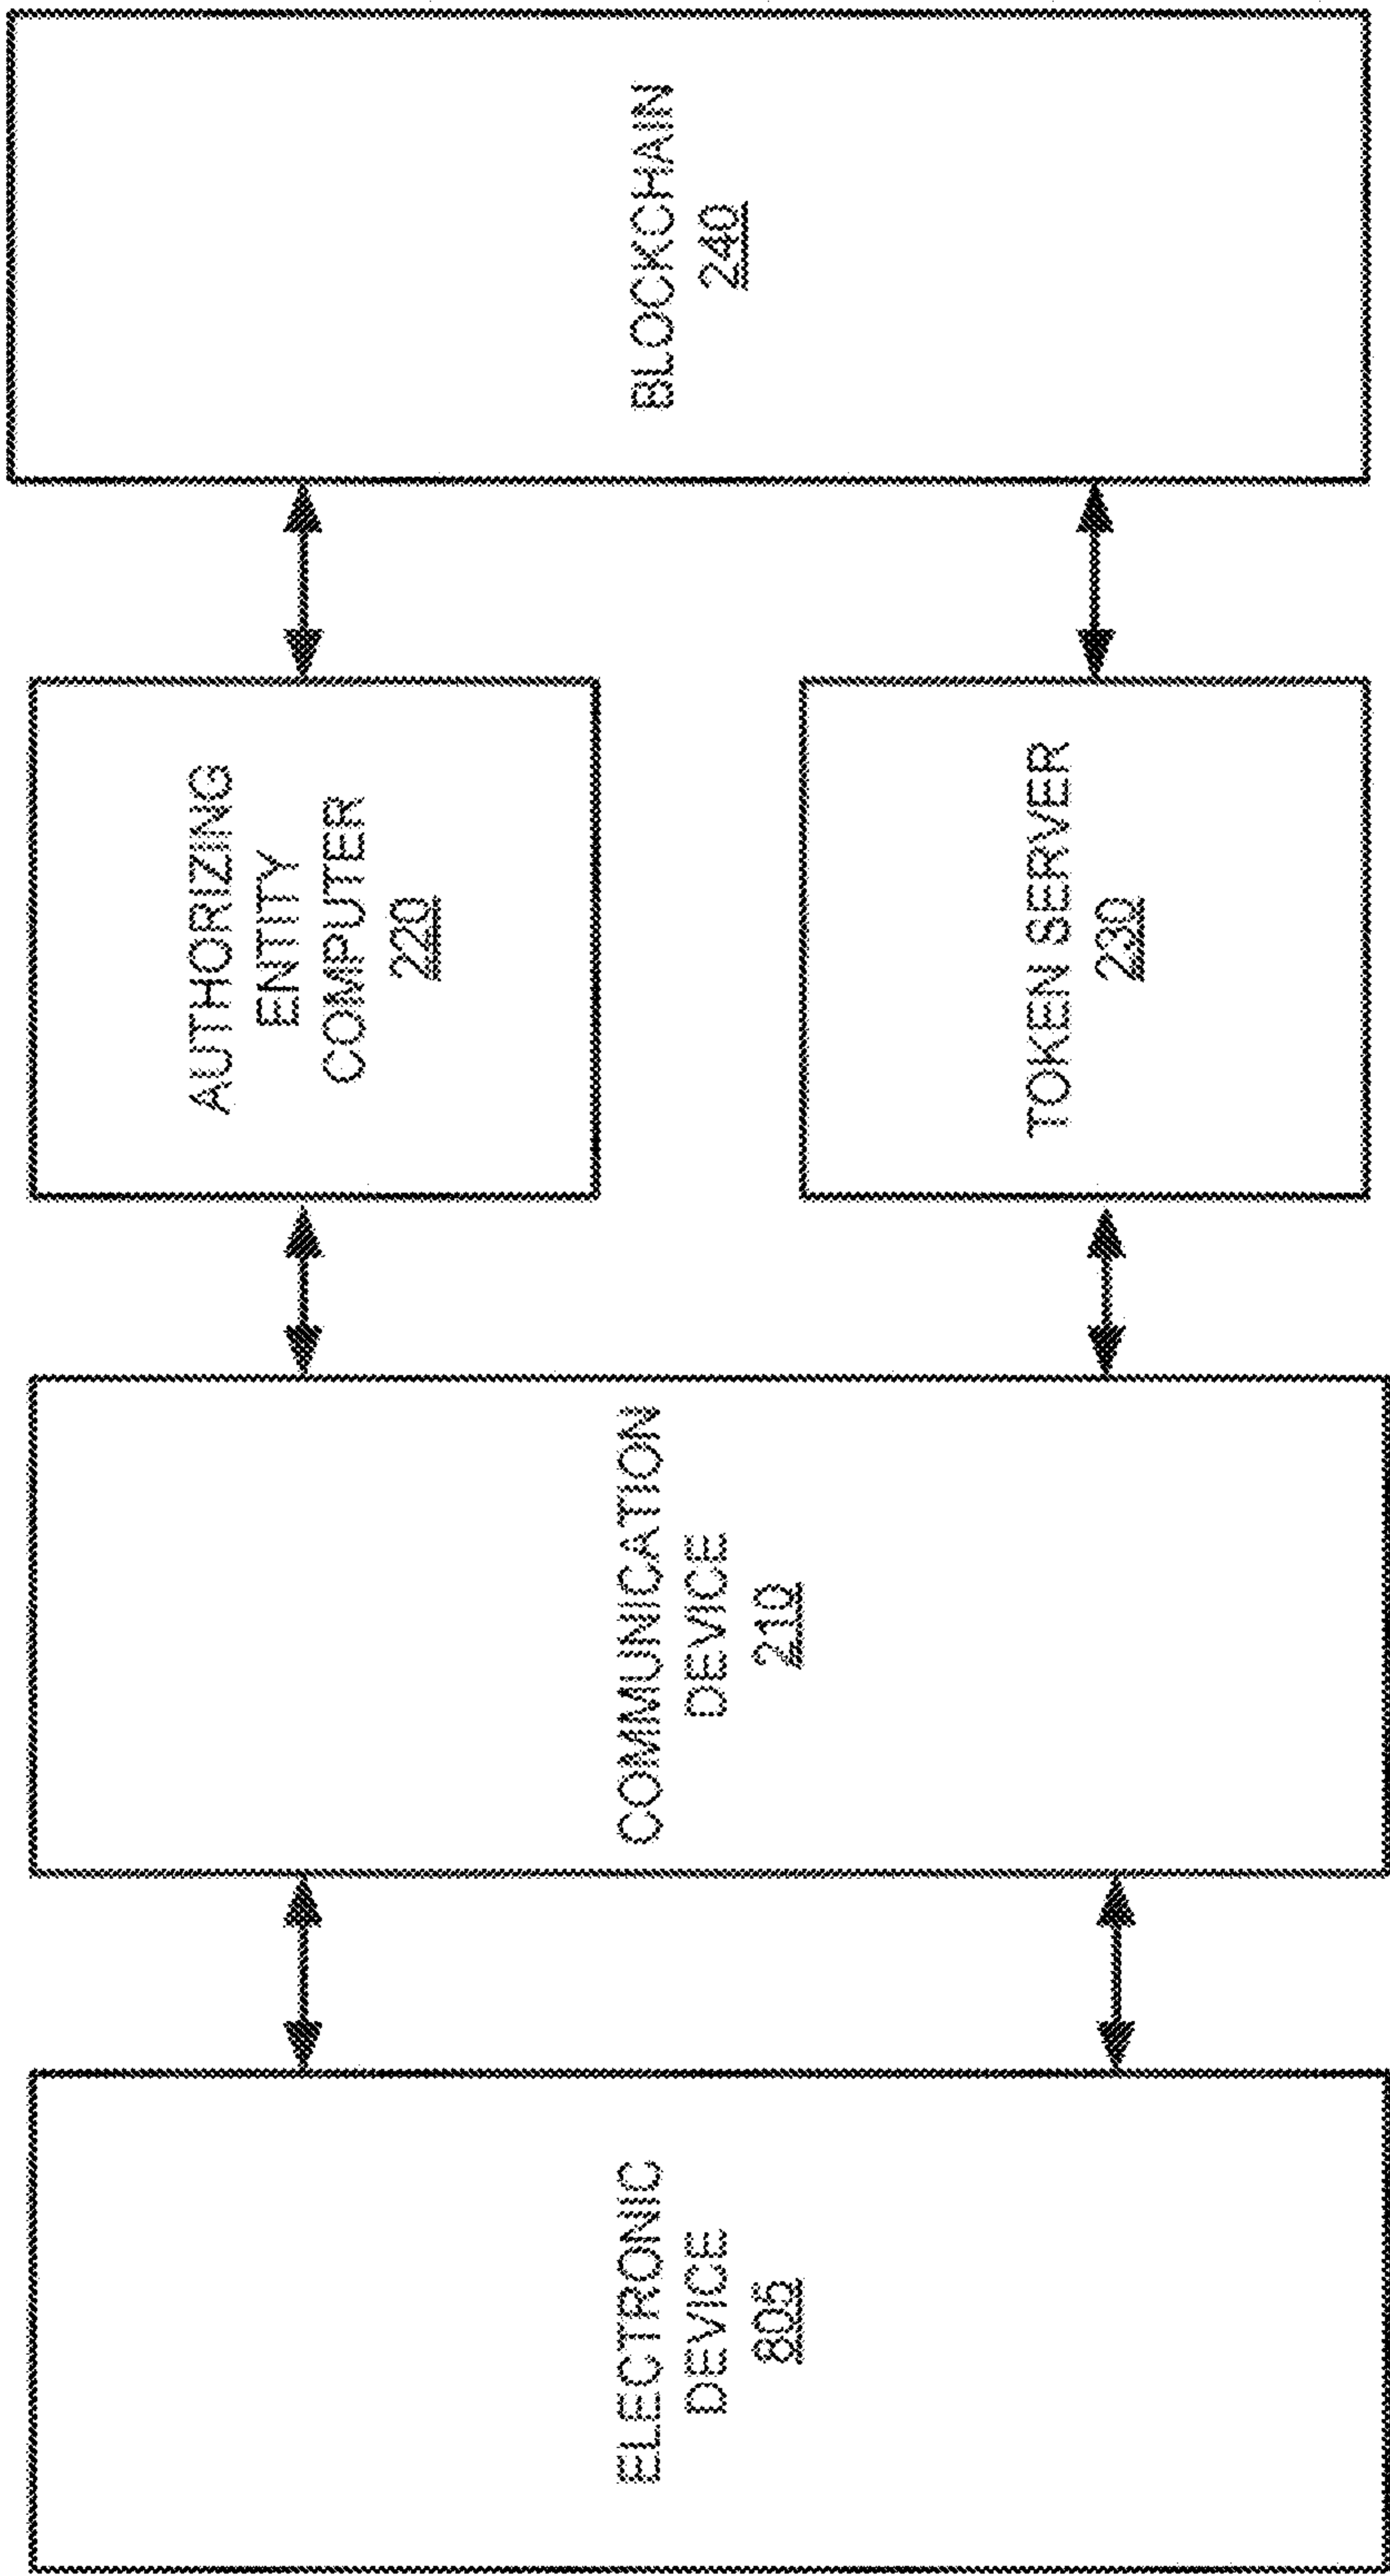 ELECTRONIC
DEVICE
805
COMMUNICATION
DEVICE
210
AUTHORIZING
ENTITY
COMPUTER
220
TOKEN SERVER
230
BLOCKCHAIN
240